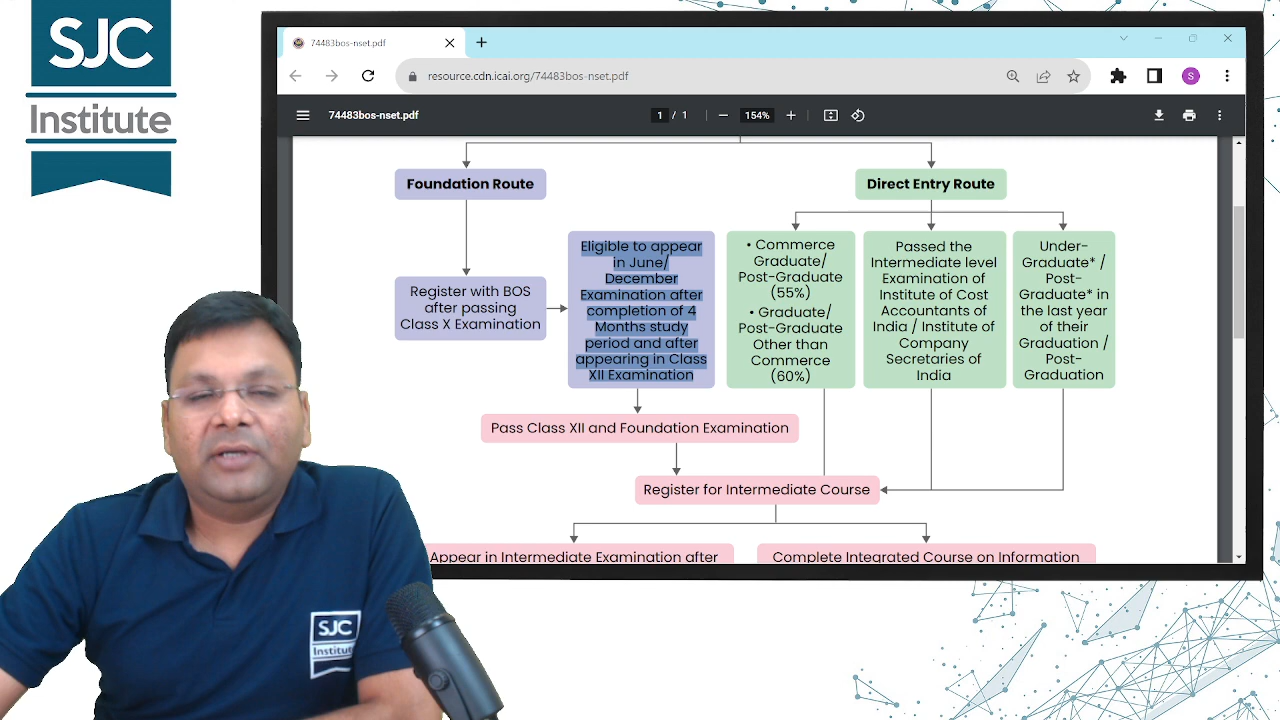 SJC
Institute
74483bos-nset.pdf
resource.cdn.icai.org/74483bos-nset.pdf
S
74483bos-nset.pdf
1 / 1
154%
Foundation Route
Direct Entry Route
Register with BOS
after passing
Class X Examination
Eligible to appear
in June/
December
Examination after
completion of 4
Months study
period and after
appearing in Class
XII Examination
• Commerce
Graduate/
Post-Graduate
(55%)
• Graduate/
Post-Graduate
Other than
Commerce
(60%)
Passed the
Intermediate level
Examination of
Institute of Cost
Accountants of
India / Institute of
Company
Secretaries of
India
Under-
Graduate* /
Post-
Graduate* in
the last year
of their
Graduation /
Post-
Graduation
Pass Class XII and Foundation Examination
Register for Intermediate Course
Appear in Intermediate Examination after
Complete Integrated Course on Information
SJC
Institute